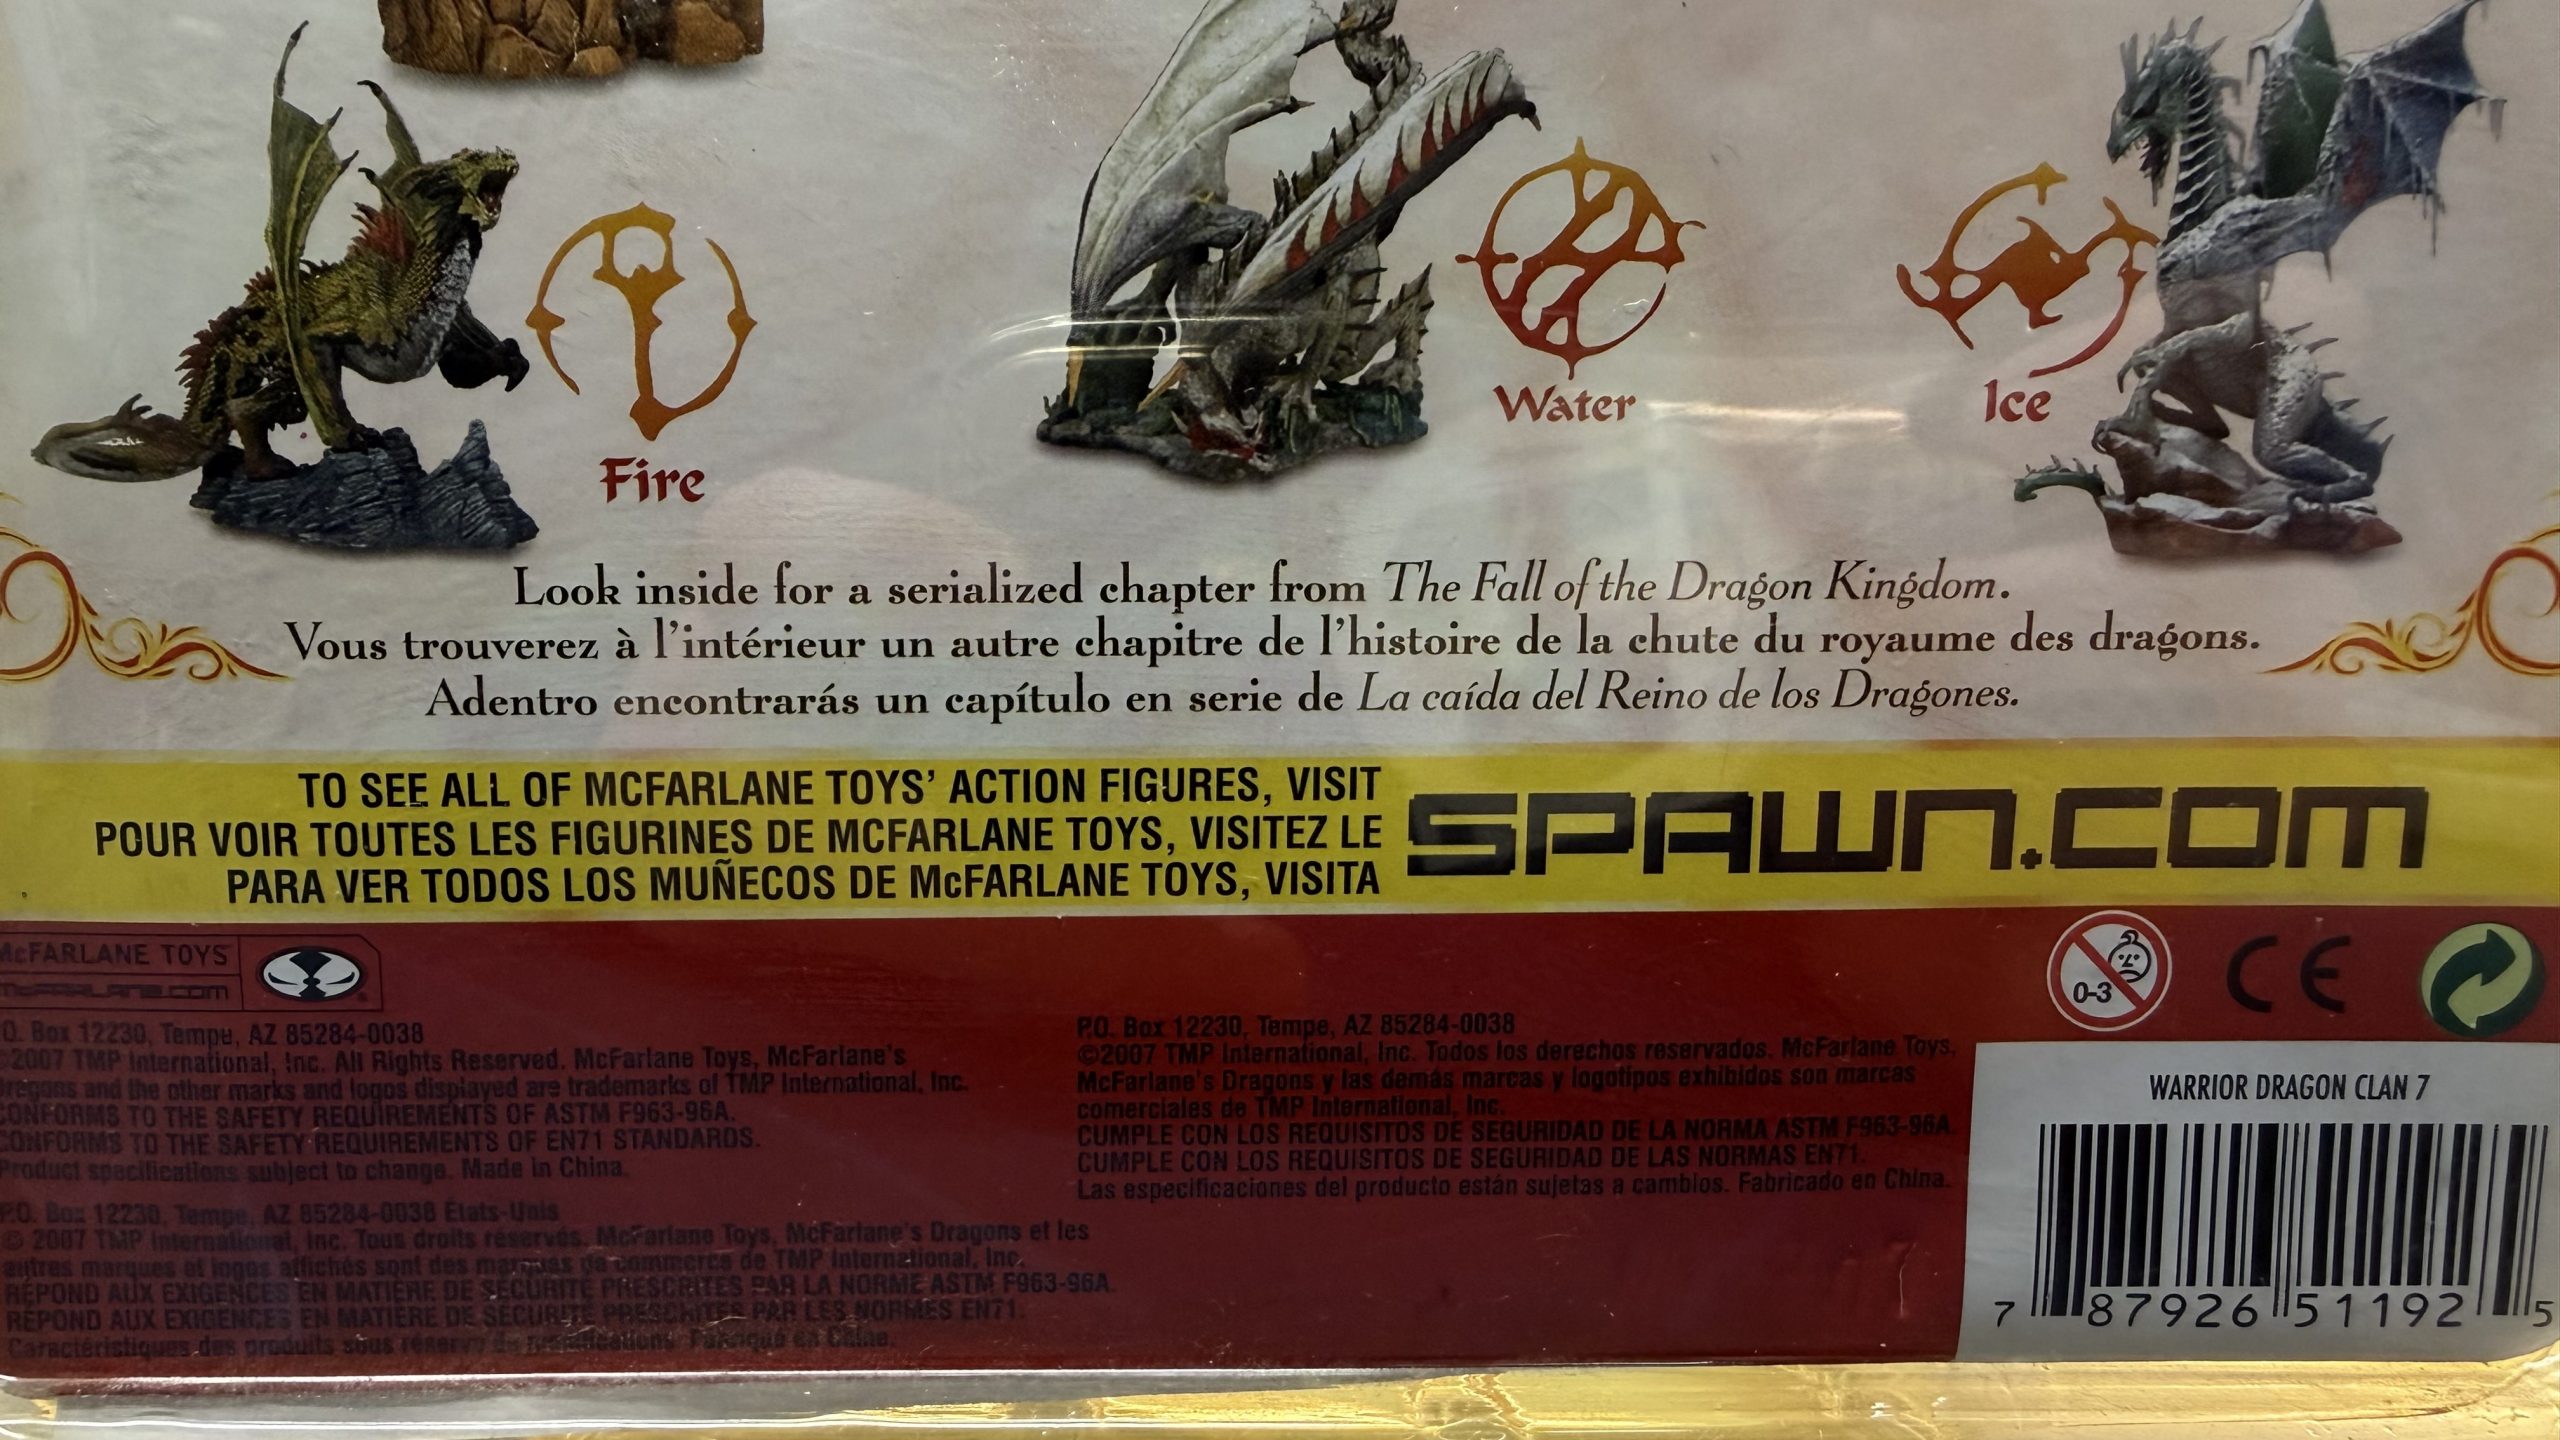 Fire
Water
Ice
Look inside for a serialized chapter from The Fall of the Dragon Kingdom.
Vous trouverez à l'intérieur un autre chapitre de l'histoire de la chute du royaume des dragons.
Adentro encontrarás un capítulo en serie de La caída del Reino de los Dragones.
TO SEE ALL OF MCFARLANE TOYS' ACTION FIGURES, VISIT
POUR VOIR TOUTES LES FIGURINES DE MCFARLANE TOYS, VISITEZ LE
PARA VER TODOS LOS MUÑECOS DE McFARLANE TOYS, VISITA
SPAWN.COM
McFARLANE TOYS
MCFARLANE.COM
O. Box 12230, Tempe, AZ 85284-0038
©2007 TMP International, Inc. All Rights Reserved. McFarlane Toys, McFarlane's
Dragons and the other marks and logos displayed are trademarks of TMP International, Inc.
CONFORMS TO THE SAFETY REQUIREMENTS OF ASTM F963-96A.
CONFORMS TO THE SAFETY REQUIREMENTS OF EN71 STANDARDS.
Product specifications subject to change. Made in China.
P.O. Box 12230, Tempe, AZ 85284-0038 États-Unis
© 2007 TMP International, Inc. Tous droits réservés. McFarlane Toys, McFarlane's Dragons et les
autres marques et logos affichés sont des marques de commerce de TMP International, Inc.
RÉPOND AUX EXIGENCES EN MATIÈRE DE SÉCURITÉ PRESCRITES PAR LA NORME ASTM F963-96A.
RÉPOND AUX EXIGENCES EN MATIÈRE DE SÉCURITÉ PRESCRITES PAR LES NORMES EN71.
Caractéristiques des produits sous réserve de modifications. Fabriqué en Chine.
P.O. Box 12230, Tempe, AZ 85284-0038
©2007 TMP International, Inc. Todos los derechos reservados. McFarlane Toys,
McFarlane's Dragons y las demás marcas y logotipos exhibidos son marcas
comerciales de TMP International, Inc.
CUMPLE CON LOS REQUISITOS DE SEGURIDAD DE LA NORMA ASTM F963-96A.
CUMPLE CON LOS REQUISITOS DE SEGURIDAD DE LAS NORMAS EN71.
Las especificaciones del producto están sujetas a cambios. Fabricado en China.
0-3
CE
WARRIOR DRAGON CLAN 7
7 87926 51192 5